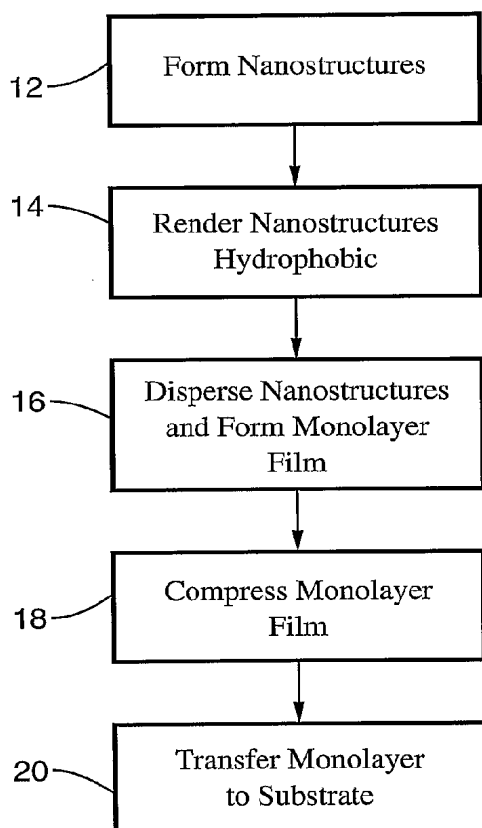 12
Form Nanostructures
14
Render Nanostructures
Hydrophobic
16
Disperse Nanostructures
and Form Monolayer
Film
18
Compress Monolayer
Film
20
Transfer Monolayer
to Substrate